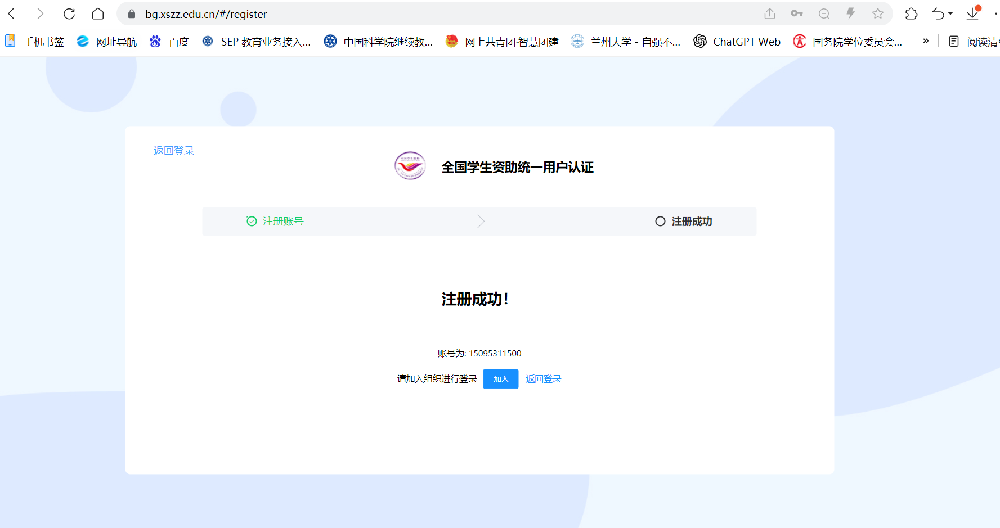 bg.xszz.edu.cn/#/register
手机书签 网址导航 百度 SEP 教育业务接入... 中国科学院继续教... 网上共青团·智慧团建 兰州大学 - 自强不... ChatGPT Web 国务院学位委员会... » 阅读清单
返回登录
全国学生资助统一用户认证
注册账号 注册成功
注册成功！
账号为: 15095311500
请加入组织进行登录 加入 返回登录